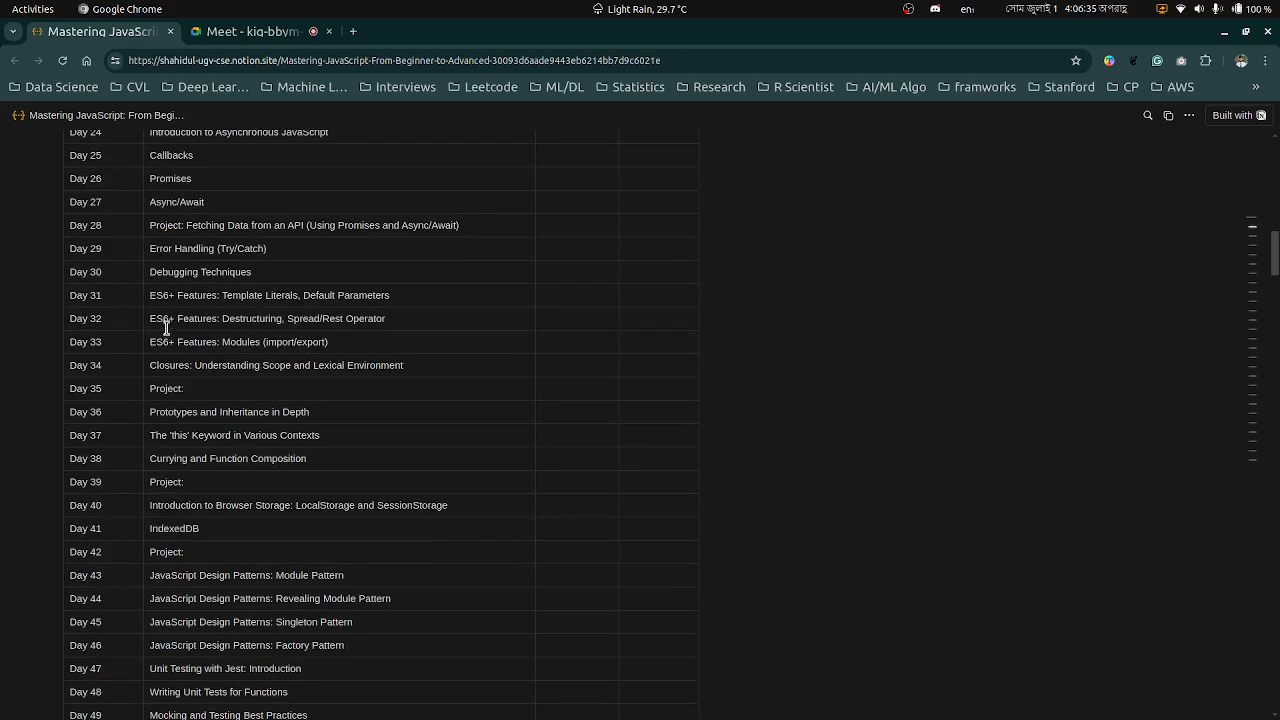 Activities Google Chrome Light Rain, 29.7 °C en₁ সোম জুলাই 1 4:06:35 অপরাহ্ণ 100 %
Mastering JavaScri Meet - kiq-bbym-
https://shahidul-ugv-cse.notion.site/Mastering-JavaScript-From-Beginner-to-Advanced-30093d6aade9443eb6214bb7d9c6021e
Data Science CVL Deep Lear... Machine L... Interviews Leetcode ML/DL Statistics Research R Scientist AI/ML Algo framworks Stanford CP AWS »
Mastering JavaScript: From Begi... Built with
Day 24 Introduction to Asynchronous JavaScript
Day 25 Callbacks
Day 26 Promises
Day 27 Async/Await
Day 28 Project: Fetching Data from an API (Using Promises and Async/Await)
Day 29 Error Handling (Try/Catch)
Day 30 Debugging Techniques
Day 31 ES6+ Features: Template Literals, Default Parameters
Day 32 ES6+ Features: Destructuring, Spread/Rest Operator
Day 33 ES6+ Features: Modules (import/export)
Day 34 Closures: Understanding Scope and Lexical Environment
Day 35 Project:
Day 36 Prototypes and Inheritance in Depth
Day 37 The 'this' Keyword in Various Contexts
Day 38 Currying and Function Composition
Day 39 Project:
Day 40 Introduction to Browser Storage: LocalStorage and SessionStorage
Day 41 IndexedDB
Day 42 Project:
Day 43 JavaScript Design Patterns: Module Pattern
Day 44 JavaScript Design Patterns: Revealing Module Pattern
Day 45 JavaScript Design Patterns: Singleton Pattern
Day 46 JavaScript Design Patterns: Factory Pattern
Day 47 Unit Testing with Jest: Introduction
Day 48 Writing Unit Tests for Functions
Day 49 Mocking and Testing Best Practices